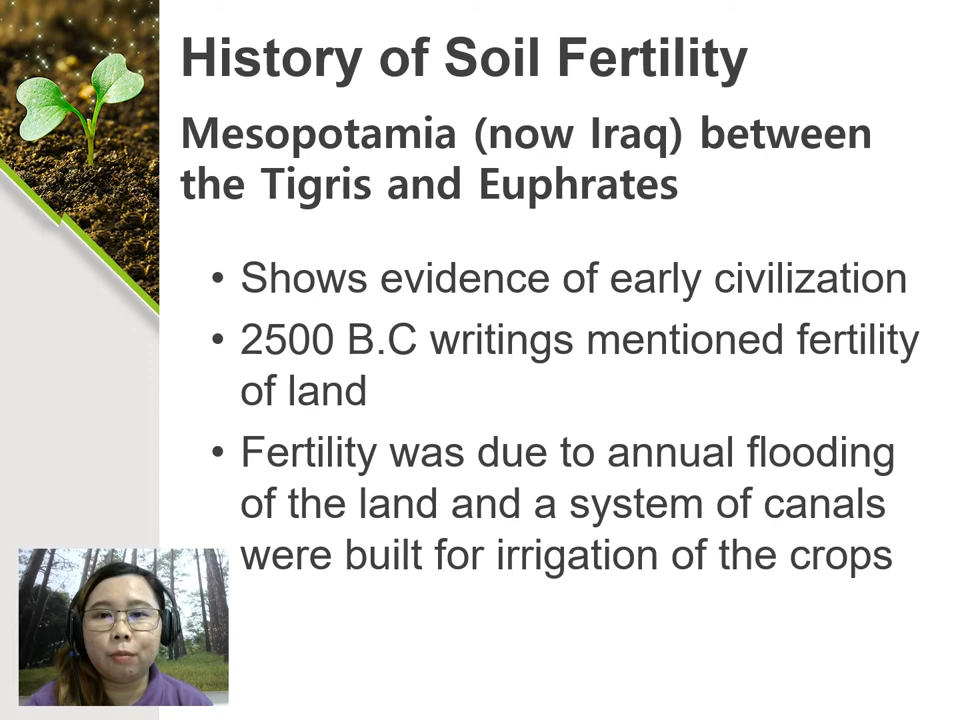 History of Soil Fertility
Mesopotamia (now Iraq) between
the Tigris and Euphrates
• Shows evidence of early civilization
• 2500 B.C writings mentioned fertility
of land
• Fertility was due to annual flooding
of the land and a system of canals
were built for irrigation of the crops